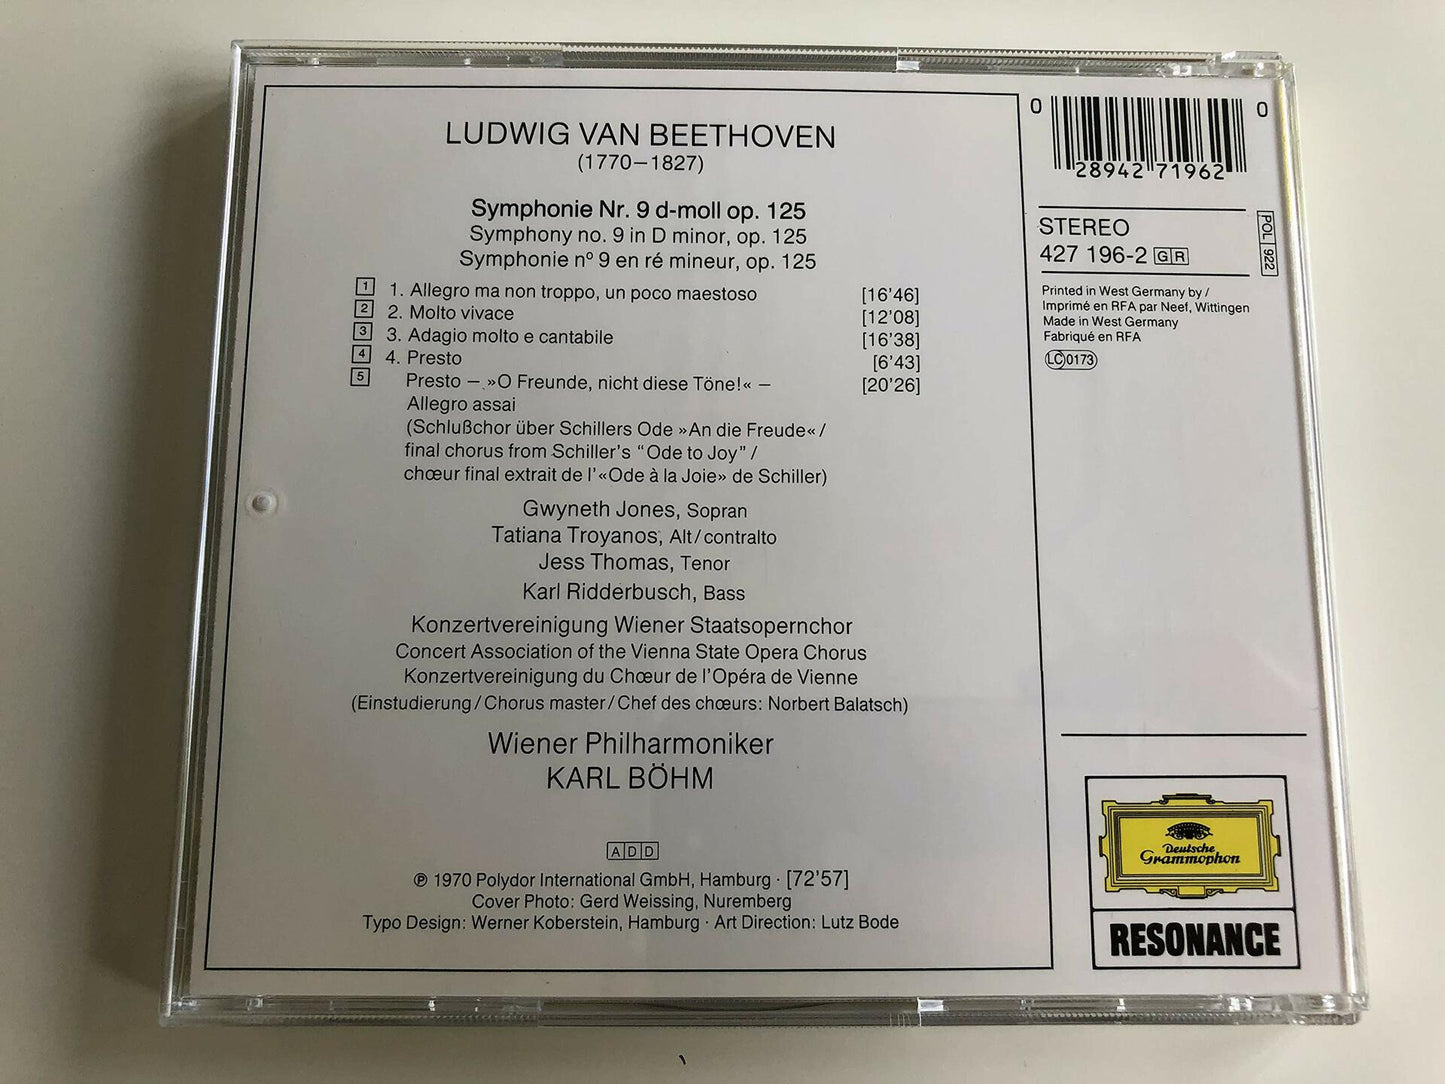 LUDWIG VAN BEETHOVEN
(1770–1827)
Symphonie Nr. 9 d-moll op. 125
Symphony no. 9 in D minor, op. 125
Symphonie nº 9 en ré mineur, op. 125
1 1. Allegro ma non troppo, un poco maestoso [16'46]
2 2. Molto vivace [12'08]
3 3. Adagio molto e cantabile [16'38]
4 4. Presto [6'43]
5 Presto – »O Freunde, nicht diese Töne!« – [20'26]
Allegro assai
(Schlußchor über Schillers Ode »An die Freude« /
final chorus from Schiller's “Ode to Joy” /
chœur final extrait de l'«Ode à la Joie» de Schiller)
Gwyneth Jones, Sopran
Tatiana Troyanos, Alt / contralto
Jess Thomas, Tenor
Karl Ridderbusch, Bass
Konzertvereinigung Wiener Staatsopernchor
Concert Association of the Vienna State Opera Chorus
Konzertvereinigung du Chœur de l'Opéra de Vienne
(Einstudierung / Chorus master / Chef des chœurs: Norbert Balatsch)
Wiener Philharmoniker
KARL BÖHM
ADD
℗ 1970 Polydor International GmbH, Hamburg · [72'57]
Cover Photo: Gerd Weissing, Nuremberg
Typo Design: Werner Koberstein, Hamburg · Art Direction: Lutz Bode
0 28942 71962 0
STEREO
427 196-2 GR
POL 922
Printed in West Germany by /
Imprimé en RFA par Neef, Wittingen
Made in West Germany
Fabriqué en RFA
LC 0173
Deutsche
Grammophon
RESONANCE